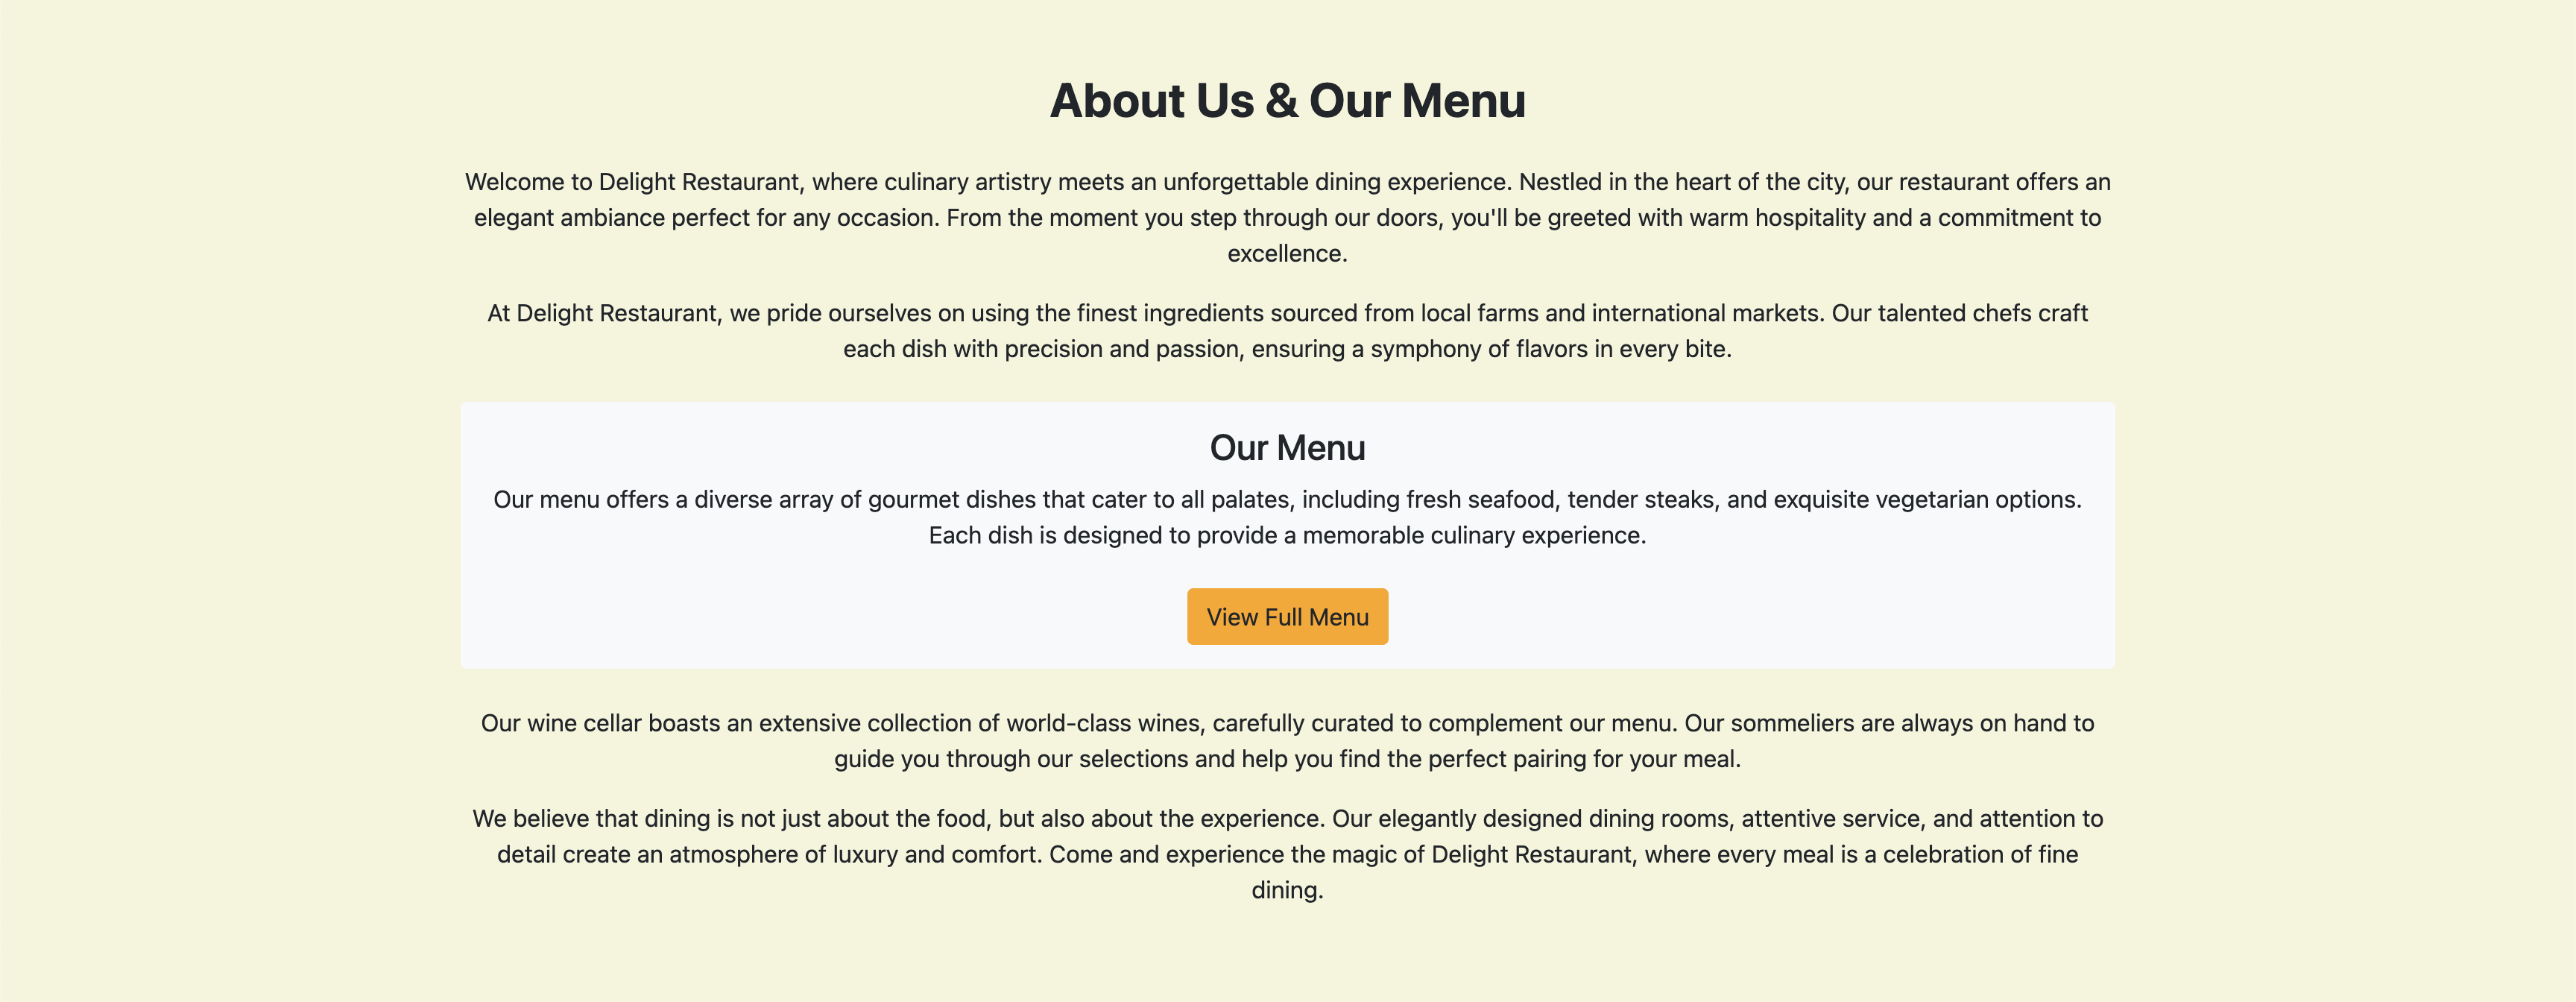 About Us & Our Menu
Welcome to Delight Restaurant, where culinary artistry meets an unforgettable dining experience. Nestled in the heart of the city, our restaurant offers an
elegant ambiance perfect for any occasion. From the moment you step through our doors, you'll be greeted with warm hospitality and a commitment to
excellence.
At Delight Restaurant, we pride ourselves on using the finest ingredients sourced from local farms and international markets. Our talented chefs craft
each dish with precision and passion, ensuring a symphony of flavors in every bite.
Our Menu
Our menu offers a diverse array of gourmet dishes that cater to all palates, including fresh seafood, tender steaks, and exquisite vegetarian options.
Each dish is designed to provide a memorable culinary experience.
View Full Menu
Our wine cellar boasts an extensive collection of world-class wines, carefully curated to complement our menu. Our sommeliers are always on hand to
guide you through our selections and help you find the perfect pairing for your meal.
We believe that dining is not just about the food, but also about the experience. Our elegantly designed dining rooms, attentive service, and attention to
detail create an atmosphere of luxury and comfort. Come and experience the magic of Delight Restaurant, where every meal is a celebration of fine
dining.